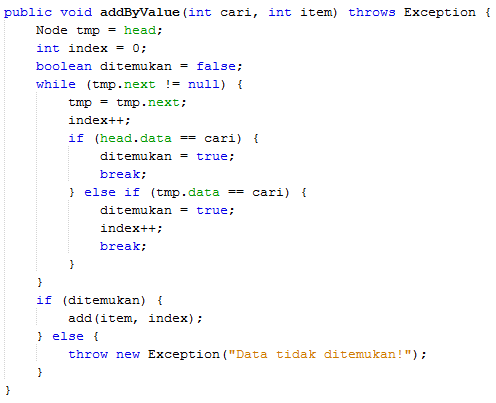 public void addByValue(int cari, int item) throws Exception {
    Node tmp = head;
    int index = 0;
    boolean ditemukan = false;
    while (tmp.next != null) {
        tmp = tmp.next;
        index++;
        if (head.data == cari) {
            ditemukan = true;
            break;
        } else if (tmp.data == cari) {
            ditemukan = true;
            index++;
            break;
        }
    }
    if (ditemukan) {
        add(item, index);
    } else {
        throw new Exception("Data tidak ditemukan!");
    }
}